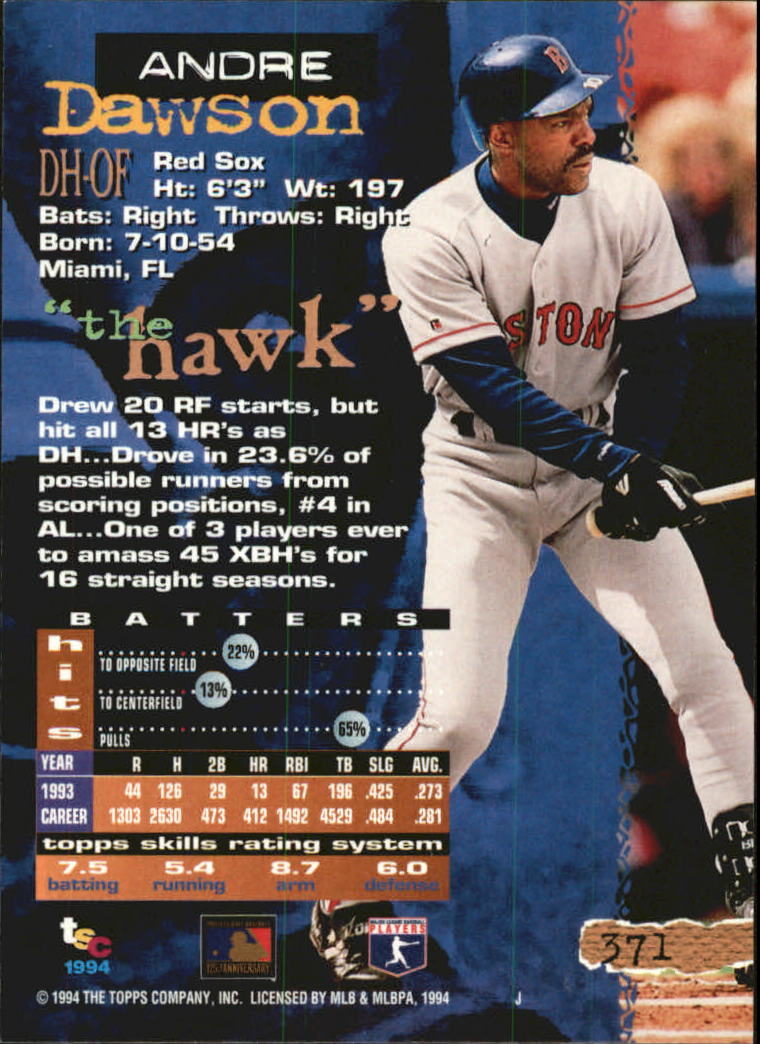 ANDRE
Dawson
DH-OF
Red Sox
Ht: 6'3" Wt: 197
Bats: Right Throws: Right
Born: 7-10-54
Miami, FL
"the hawk"
Drew 20 RF starts, but
hit all 13 HR's as
DH...Drove in 23.6% of
possible runners from
scoring positions, #4 in
AL...One of 3 players ever
to amass 45 XBH's for
16 straight seasons.
BATTERS
hits
22%
TO OPPOSITE FIELD
13%
TO CENTERFIELD
65%
PULLS
YEAR R H 2B HR RBI TB SLG AVG.
1993 44 126 29 13 67 196 .425 .273
CAREER 1303 2630 473 412 1492 4529 .484 .281
topps skills rating system
7.5 5.4 8.7 6.0
batting running arm defense
tsc
1994
125TH ANNIVERSARY
MAJOR LEAGUE BASEBALL
PLAYERS
371
© 1994 THE TOPPS COMPANY, INC. LICENSED BY MLB & MLBPA, 1994 J
B
STON